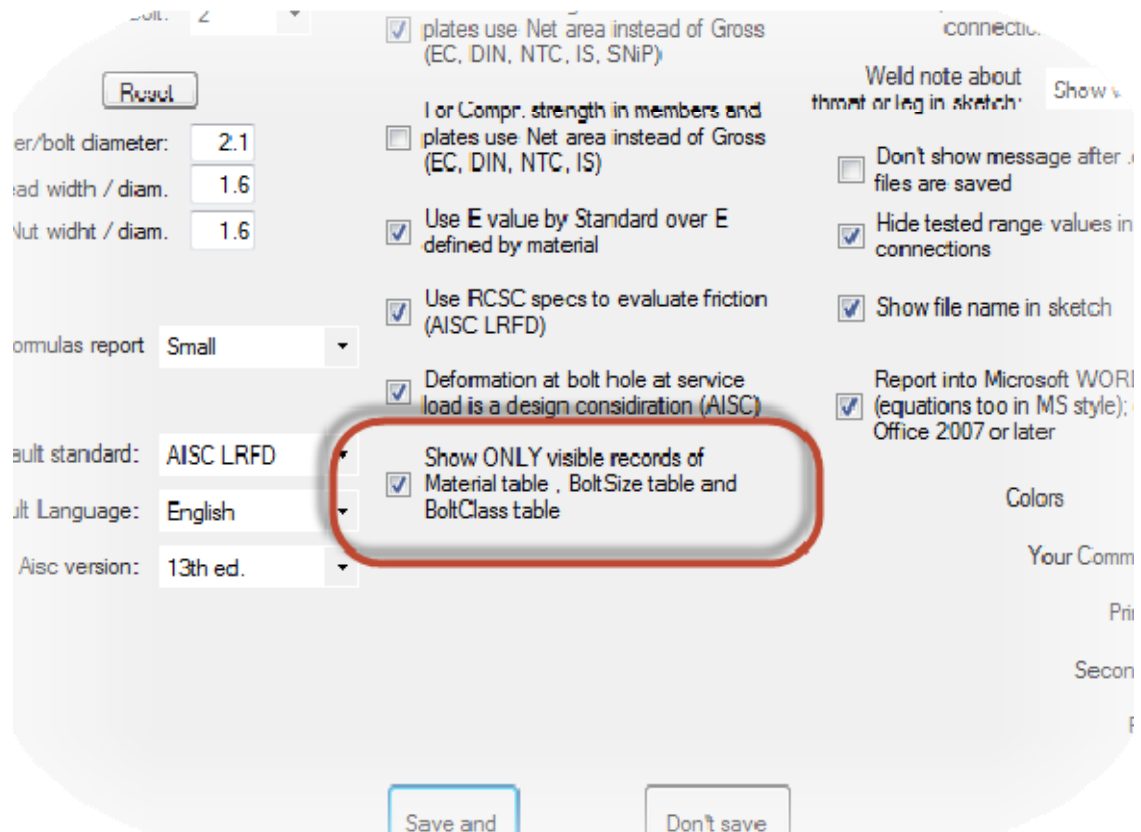 2
Reset
er/bolt diameter: 2.1
ead width / diam. 1.6
Nut widht / diam. 1.6
ormulas report Small
ault standard: AISC LRFD
ult Language: English
Aisc version: 13th ed.
plates use Net area instead of Gross
(EC, DIN, NTC, IS, SNiP)
For Compr. strength in members and
plates use Net area instead of Gross
(EC, DIN, NTC, IS)
Use E value by Standard over E
defined by material
Use RCSC specs to evaluate friction
(AISC LRFD)
Deformation at bolt hole at service
load is a design considiration (AISC)
Show ONLY visible records of
Material table , BoltSize table and
BoltClass table
Save and
Don't save
connectic
Weld note about
throat or leg in sketch: Show
Don't show message after
files are saved
Hide tested range values in
connections
Show file name in sketch
Report into Microsoft WORD
(equations too in MS style);
Office 2007 or later
Colors
Your Comm
Prin
Secon